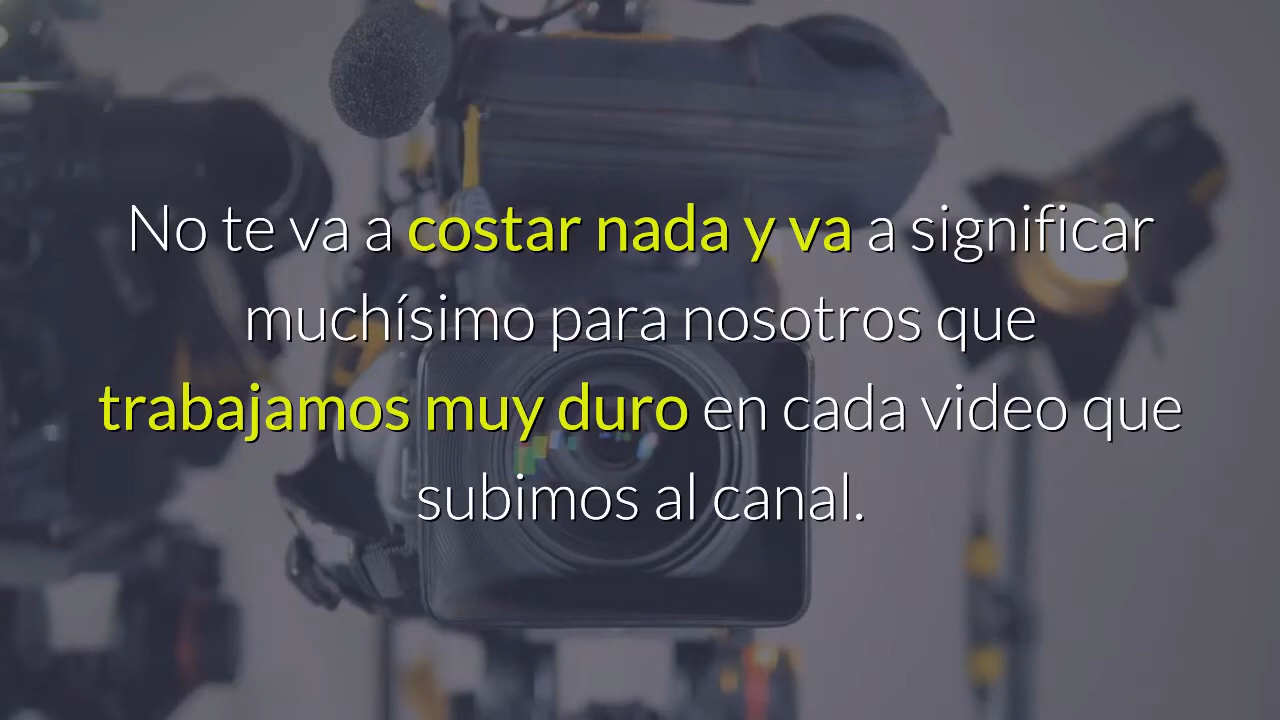 No te va a costar nada y va a significar
muchísimo para nosotros que
trabajamos muy duro en cada video que
subimos al canal.